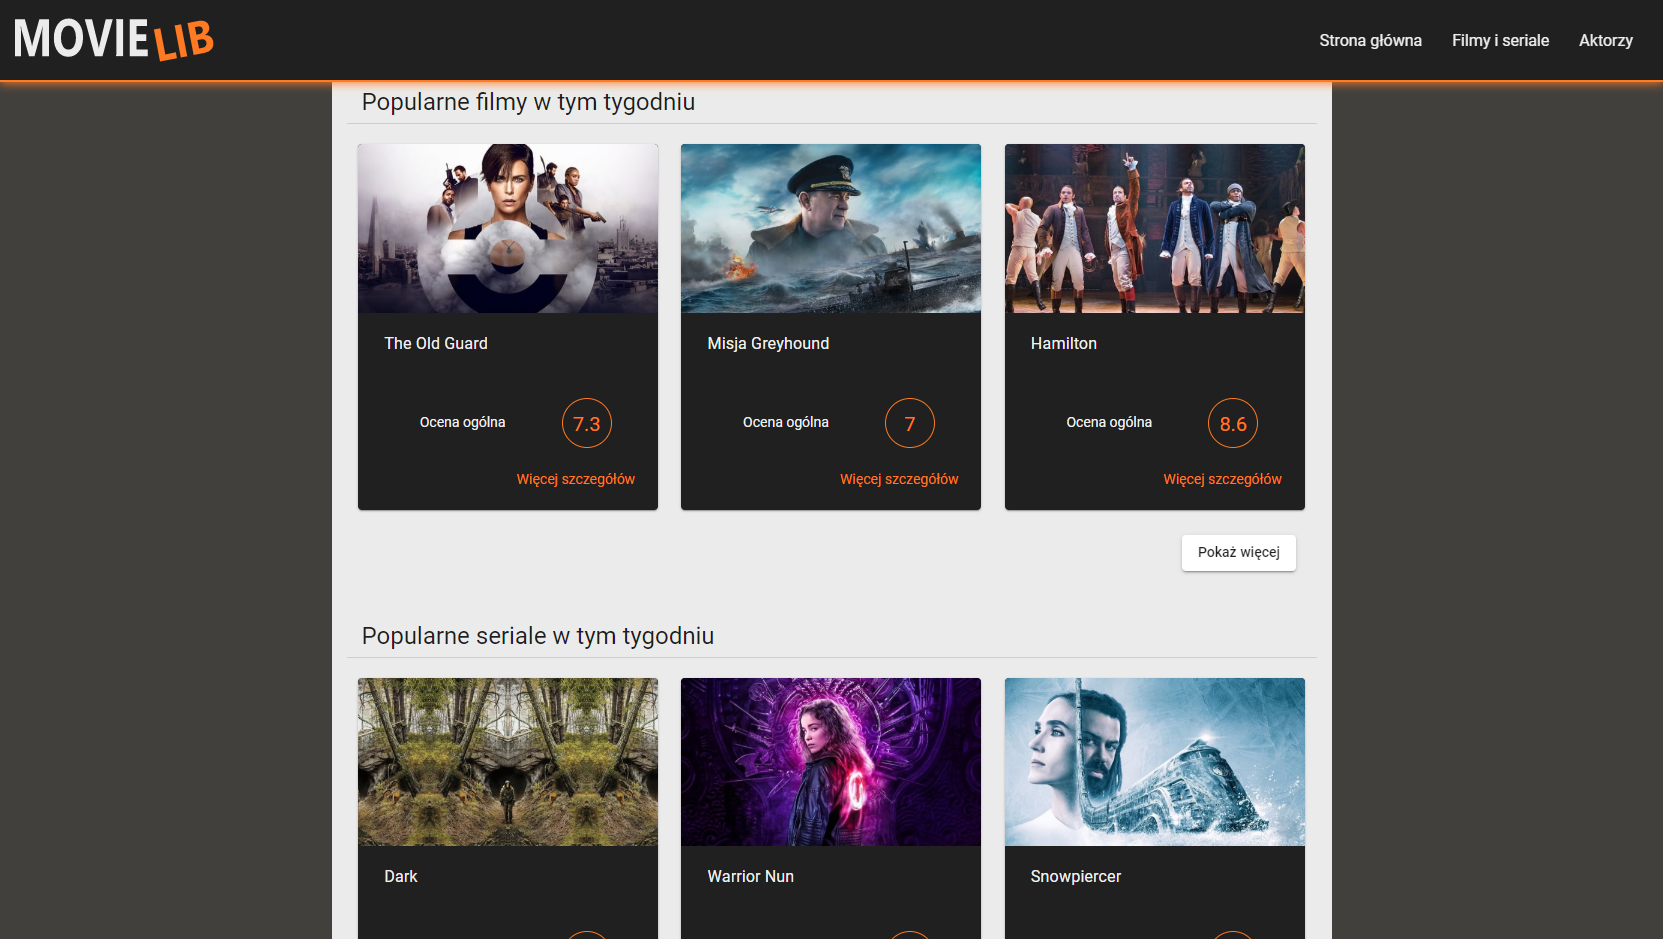 MOVIE LIB
Strona główna
Filmy i seriale
Aktorzy
Popularne filmy w tym tygodniu
The Old Guard
Ocena ogólna
7.3
Więcej szczegółów
Misja Greyhound
Ocena ogólna
7
Więcej szczegółów
Hamilton
Ocena ogólna
8.6
Więcej szczegółów
Pokaż więcej
Popularne seriale w tym tygodniu
Dark
Warrior Nun
Snowpiercer